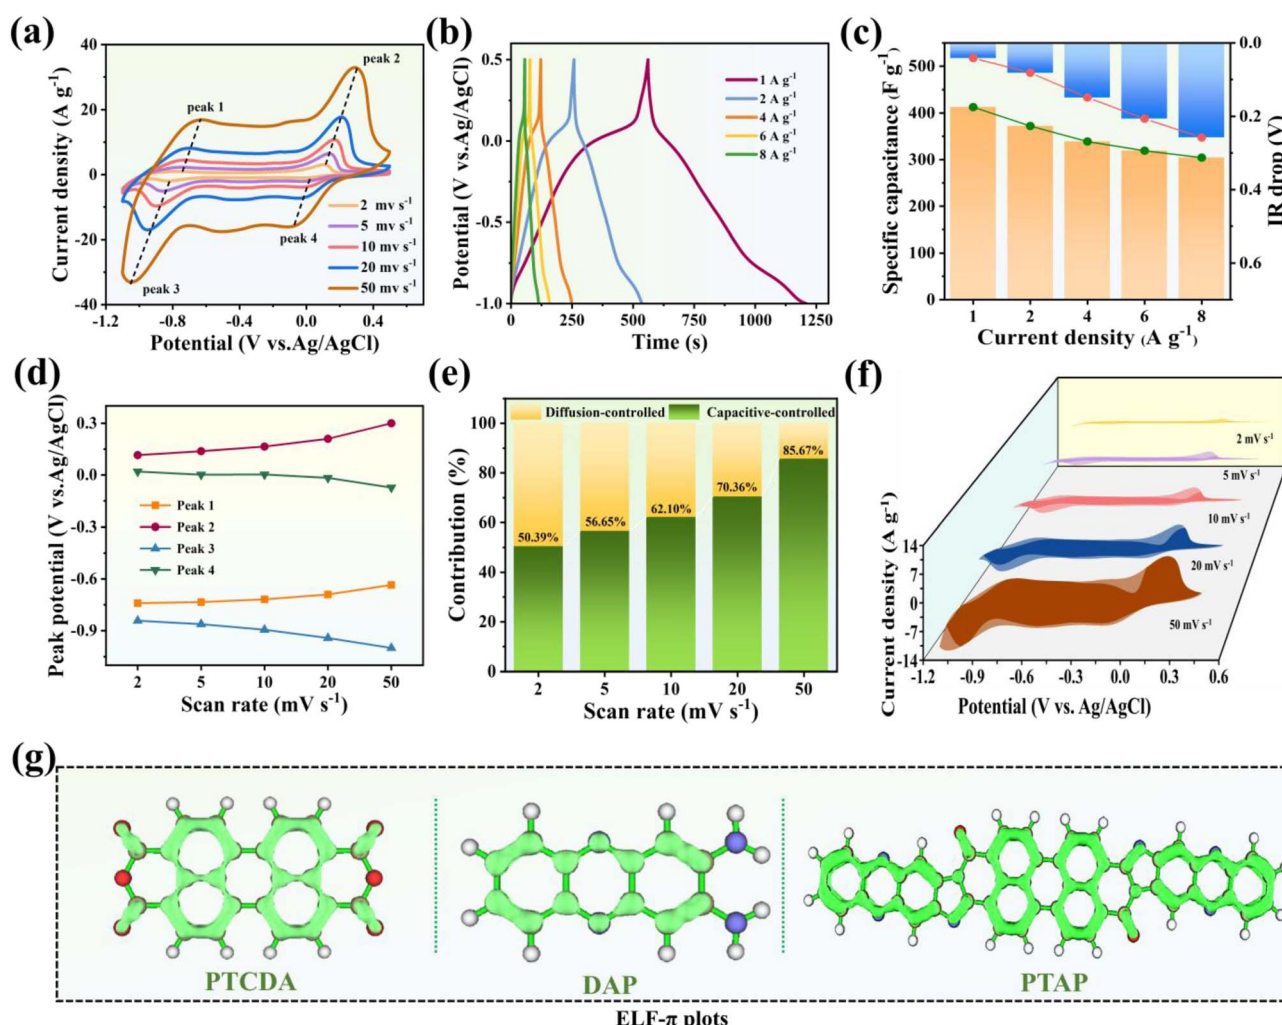 (a)
Current density (A g⁻¹)
40
20
0
-20
-40
peak 1
peak 2
peak 3
peak 4
2 mv s⁻¹
5 mv s⁻¹
10 mv s⁻¹
20 mv s⁻¹
50 mv s⁻¹
-1.2
-0.8
-0.4
0.0
0.4
Potential (V vs.Ag/AgCl)
(b)
Potential (V vs.Ag/AgCl)
0.5
0.0
-0.5
-1.0
1 A g⁻¹
2 A g⁻¹
4 A g⁻¹
6 A g⁻¹
8 A g⁻¹
0
250
500
750
1000
1250
Time (s)
(c)
Specific capacitance (F g⁻¹)
500
400
300
200
100
0
0.0
0.2
0.4
0.6
IR drop (V)
1
2
4
6
8
Current density (A g⁻¹)
(d)
Peak potential (V vs.Ag/AgCl)
0.3
0.0
-0.3
-0.6
-0.9
Peak 1
Peak 2
Peak 3
Peak 4
2
5
10
20
50
Scan rate (mV s⁻¹)
(e)
Contribution (%)
100
80
60
40
20
0
Diffusion-controlled
Capacitive-controlled
50.39%
56.65%
62.10%
70.36%
85.67%
2
5
10
20
50
Scan rate (mV s⁻¹)
(f)
Current density (A g⁻¹)
14
7
0
-7
-14
2 mV s⁻¹
5 mV s⁻¹
10 mV s⁻¹
20 mV s⁻¹
50 mV s⁻¹
-1.2
-0.9
-0.6
-0.3
0.0
0.3
0.6
Potential (V vs. Ag/AgCl)
(g)
PTCDA
DAP
PTAP
ELF-π plots